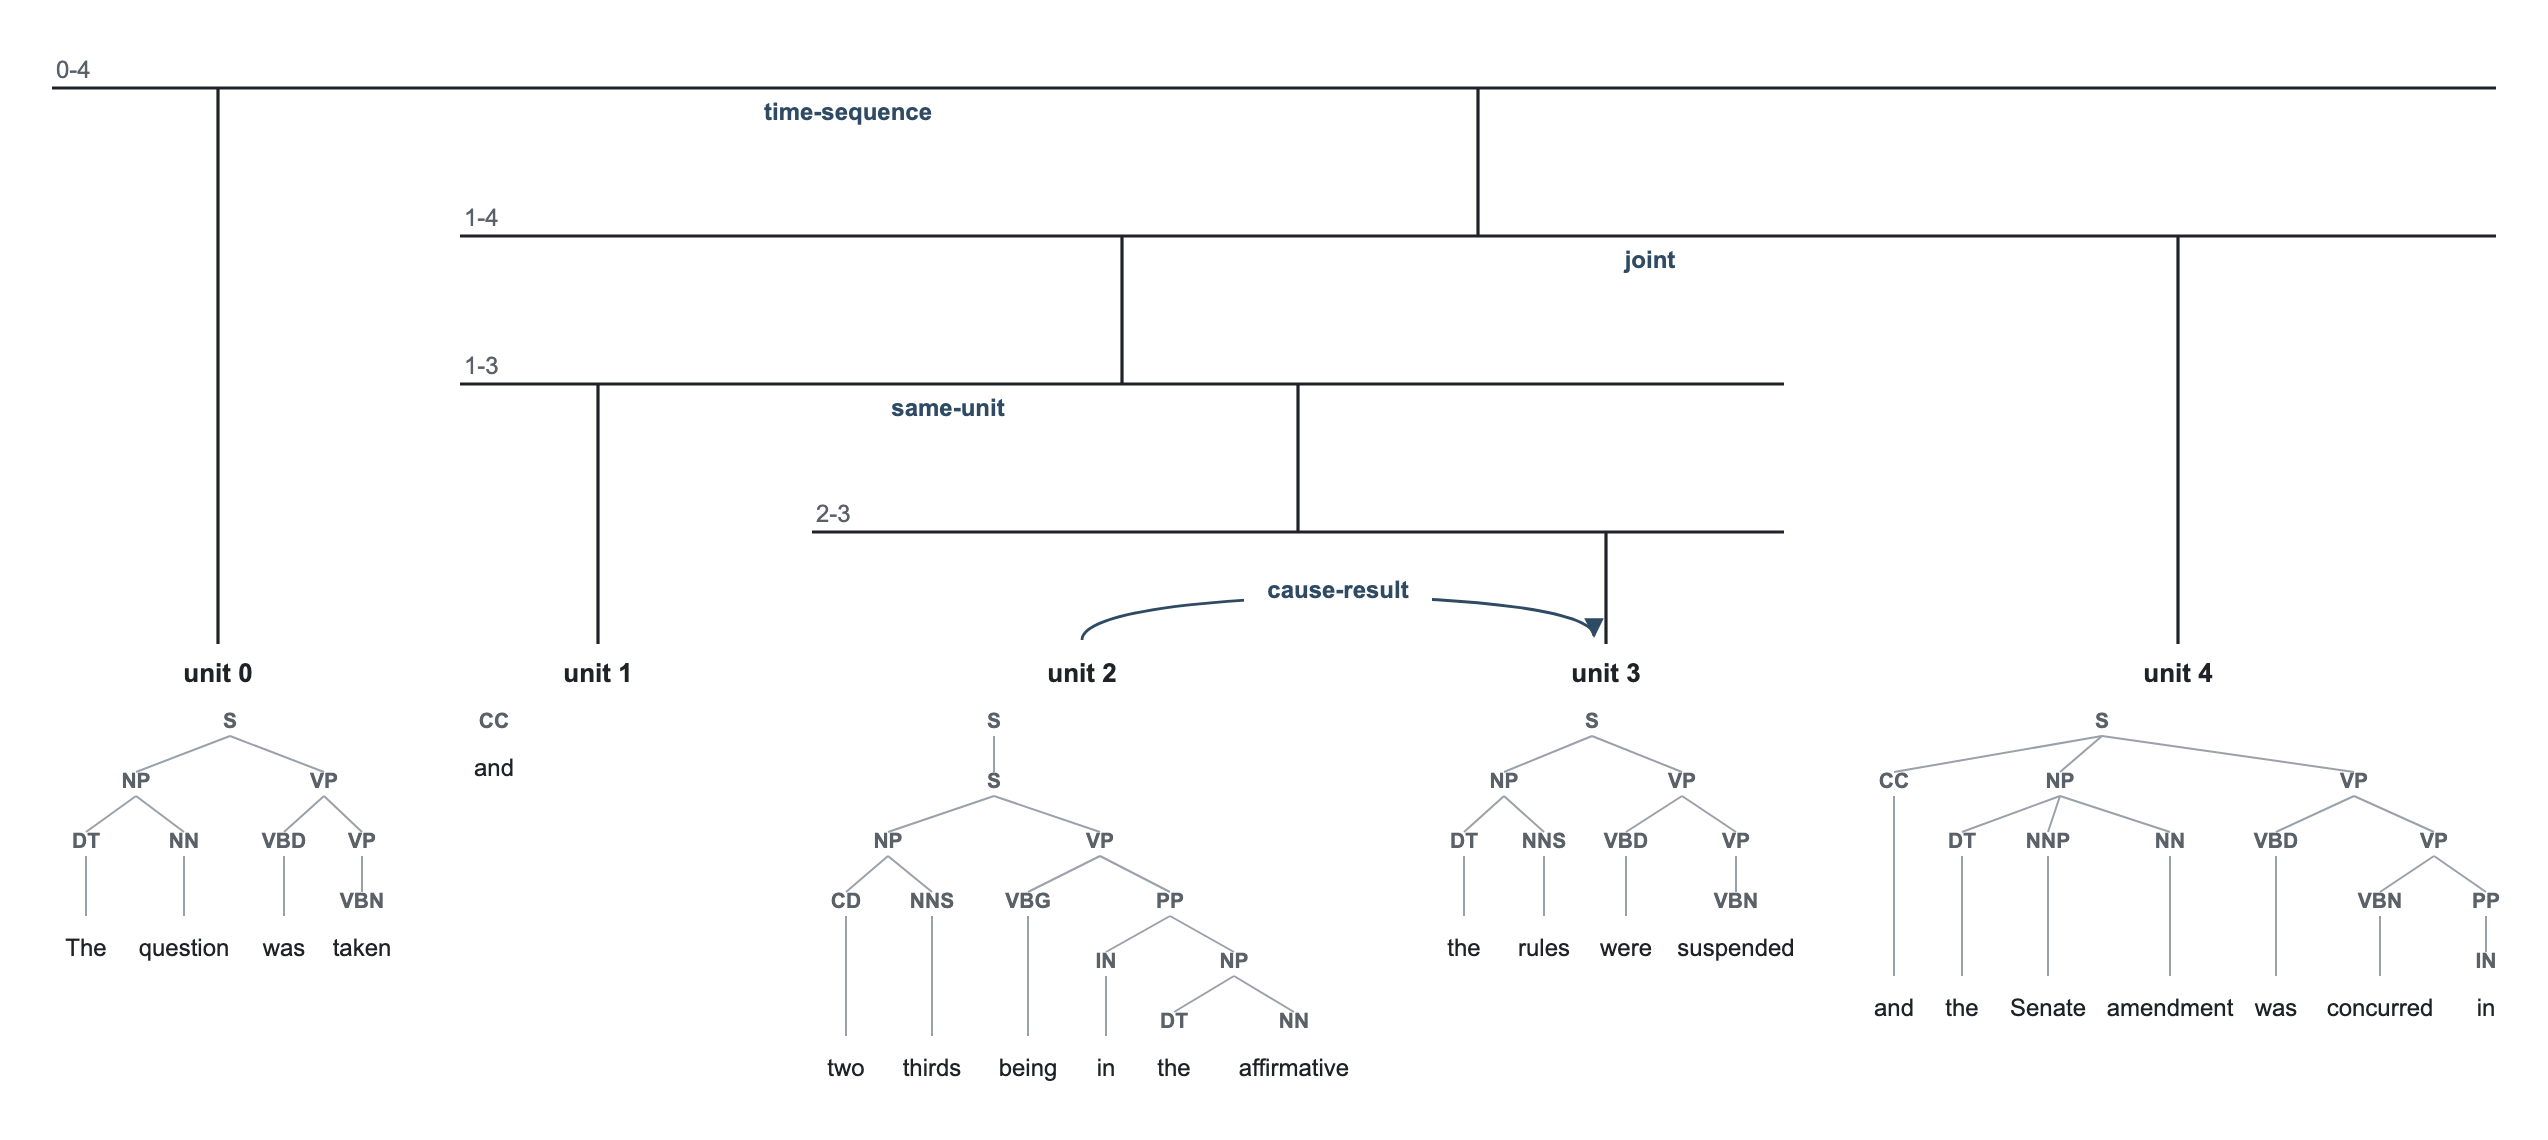 0-4
time-sequence
1-4
joint
1-3
same-unit
2-3
cause-result
unit 0 unit 1 unit 2 unit 3 unit 4
S CC S S S
and
NP VP S NP VP CC NP VP
DT NN VBD VP NP VP DT NNS VBD VP DT NNP NN VBD VP
VBN CD NNS VBG PP VBN VBN PP
The question was taken IN NP the rules were suspended IN
and the Senate amendment was concurred in
DT NN
two thirds being in the affirmative